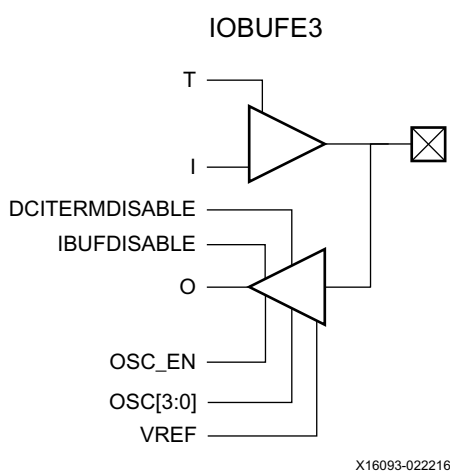 IOBUFE3
T
I
DCITERMDISABLE
IBUFDISABLE
O
OSC_EN
OSC[3:0]
VREF
X16093-022216